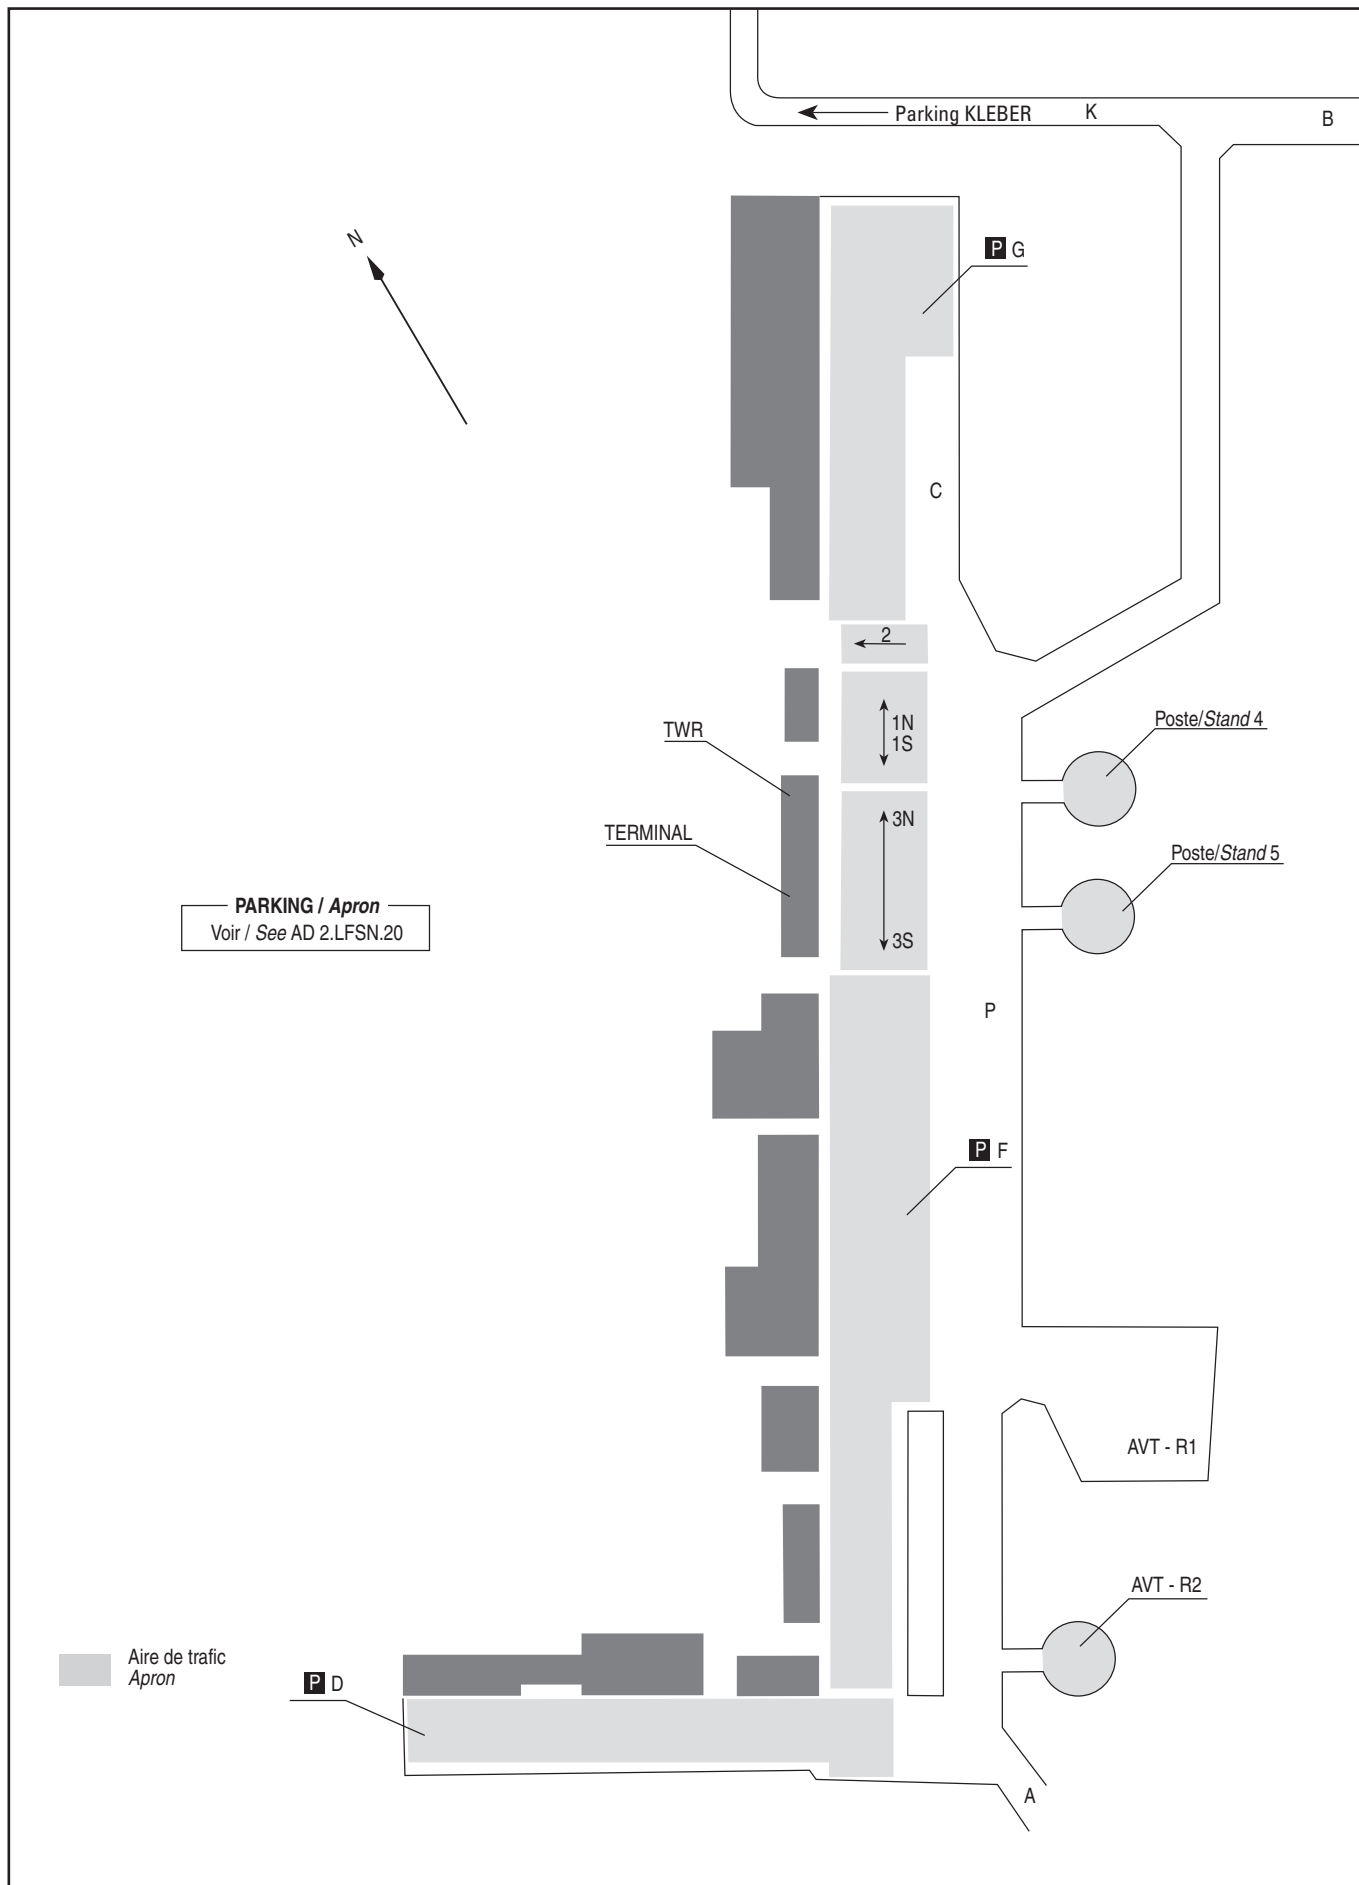 Parking KLEBER
K
B
N
P G
C
2
1N
1S
TWR
Poste/Stand 4
3N
TERMINAL
Poste/Stand 5
PARKING / Apron
Voir / See AD 2.LFSN.20
3S
P
P F
AVT - R1
AVT - R2
Aire de trafic
Apron
P D
A